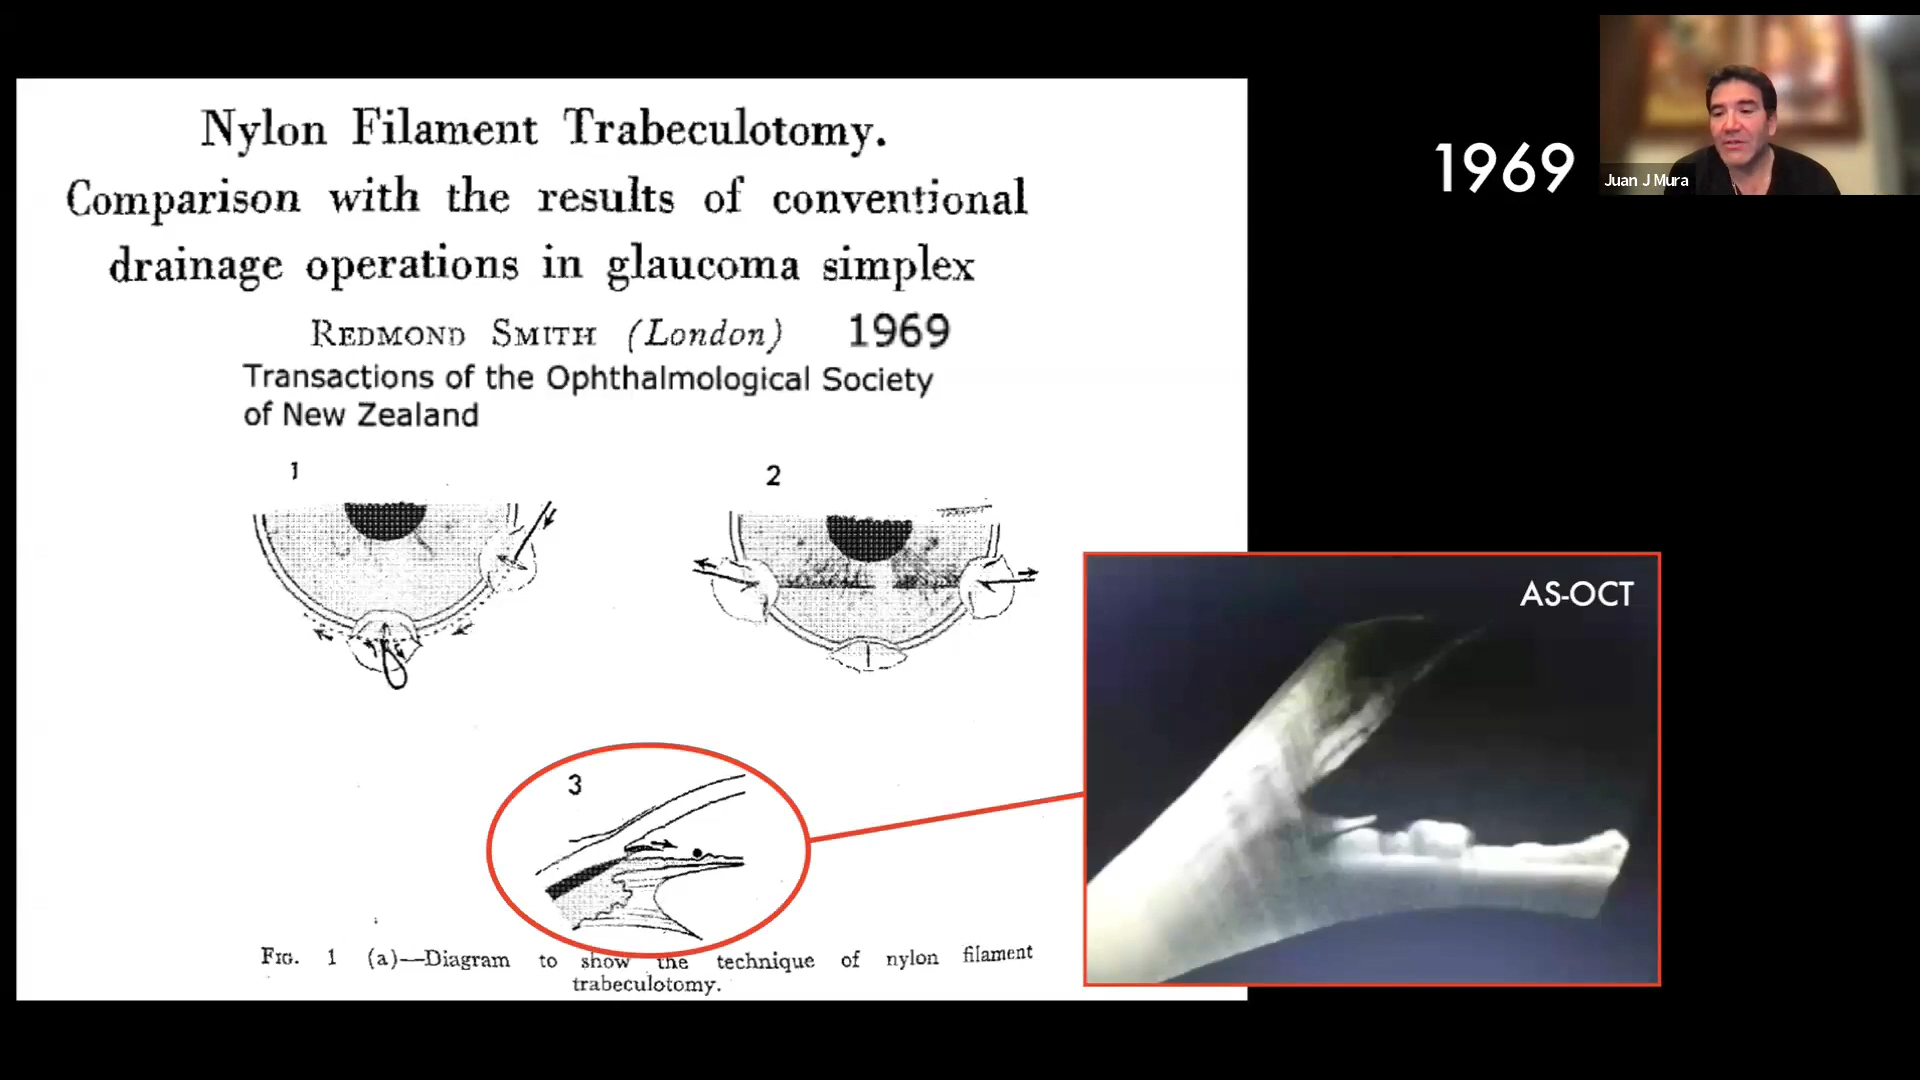 Nylon Filament Trabeculotomy.
Comparison with the results of conventional
drainage operations in glaucoma simplex
REDMOND SMITH (London) 1969
Transactions of the Ophthalmological Society
of New Zealand
1
2
3
FIG. 1 (a)—Diagram to show the technique of nylon filament
trabeculotomy.
1969
Juan J Mura
AS-OCT